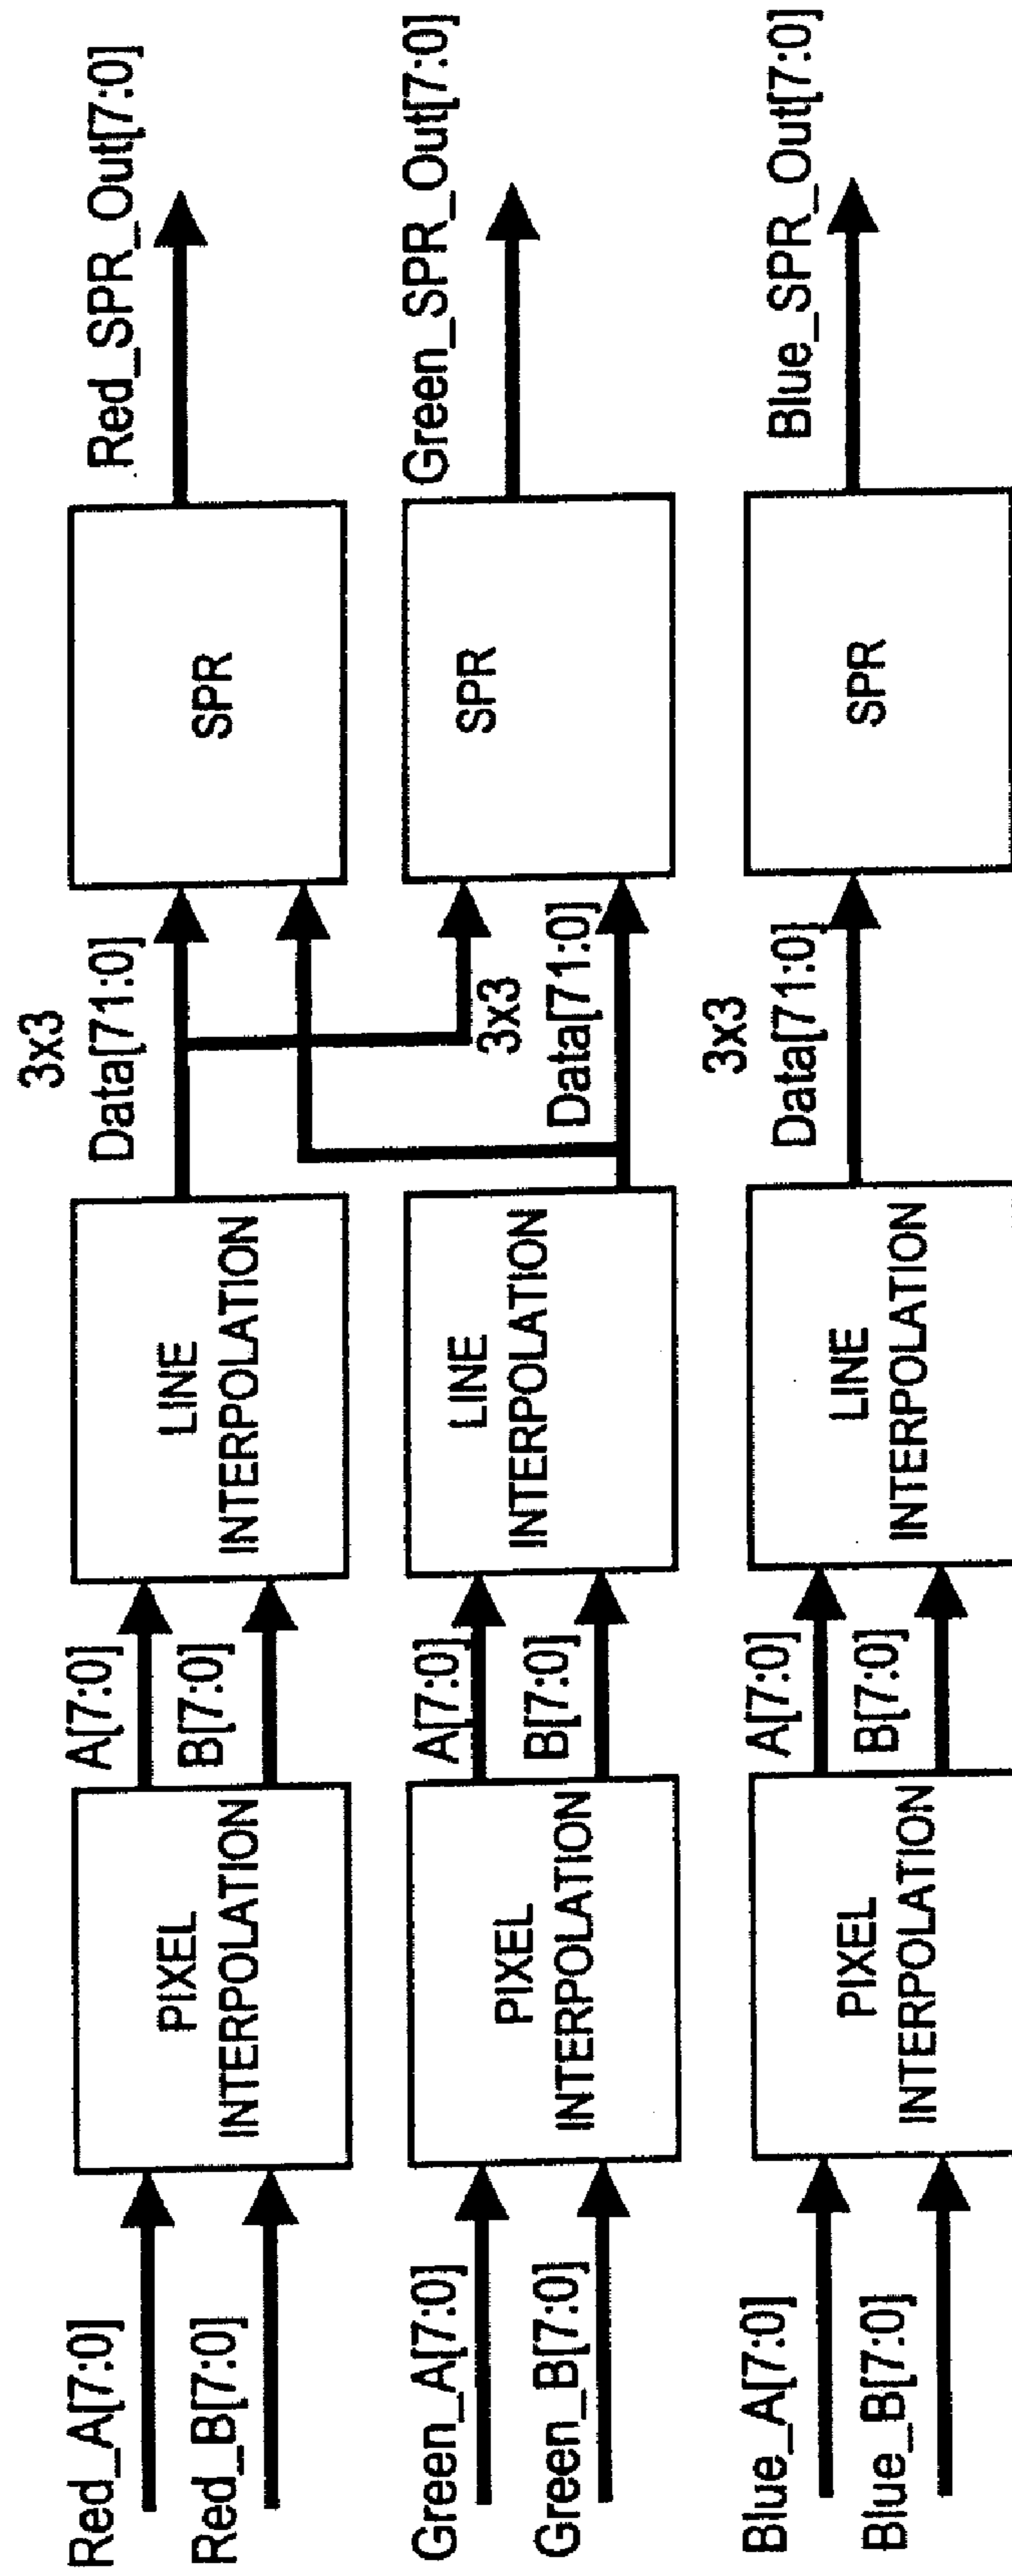 Red_A[7:0]
Red_B[7:0]
PIXEL
INTERPOLATION
A[7:0]
B[7:0]
LINE
INTERPOLATION
3x3
Data[71:0]
SPR
Red_SPR_Out[7:0]
Green_A[7:0]
Green_B[7:0]
PIXEL
INTERPOLATION
A[7:0]
B[7:0]
LINE
INTERPOLATION
3x3
Data[71:0]
SPR
Green_SPR_Out[7:0]
Blue_A[7:0]
Blue_B[7:0]
PIXEL
INTERPOLATION
A[7:0]
B[7:0]
LINE
INTERPOLATION
3x3
Data[71:0]
SPR
Blue_SPR_Out[7:0]